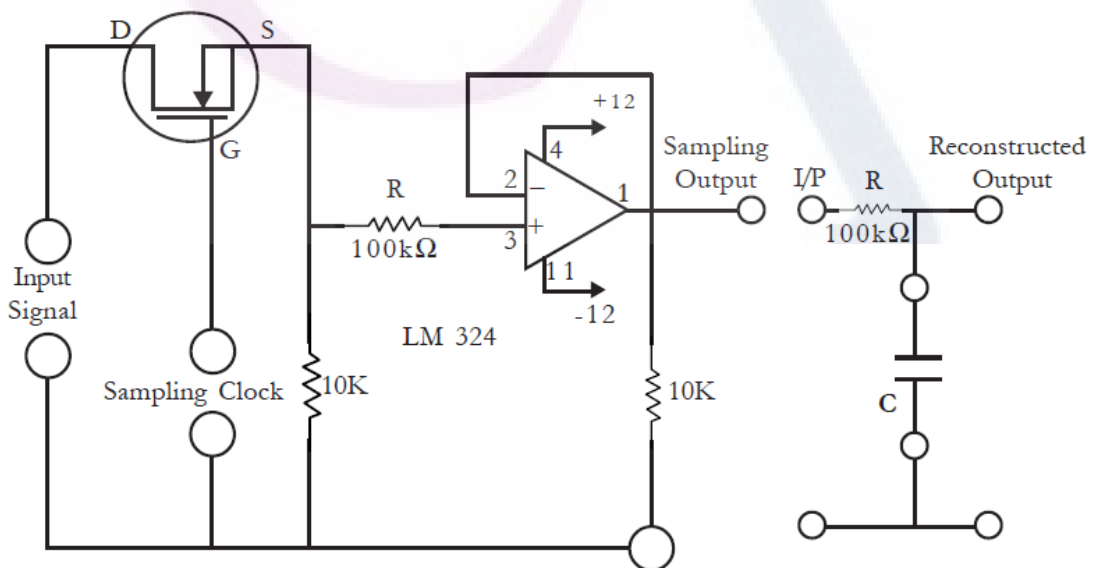 D
S
G
+12
4
Sampling
Output
I/P
R
Reconstructed
Output
R
2
−
1
3
+
100kΩ
100kΩ
11
-12
Input
Signal
LM 324
Sampling Clock
10K
10K
C